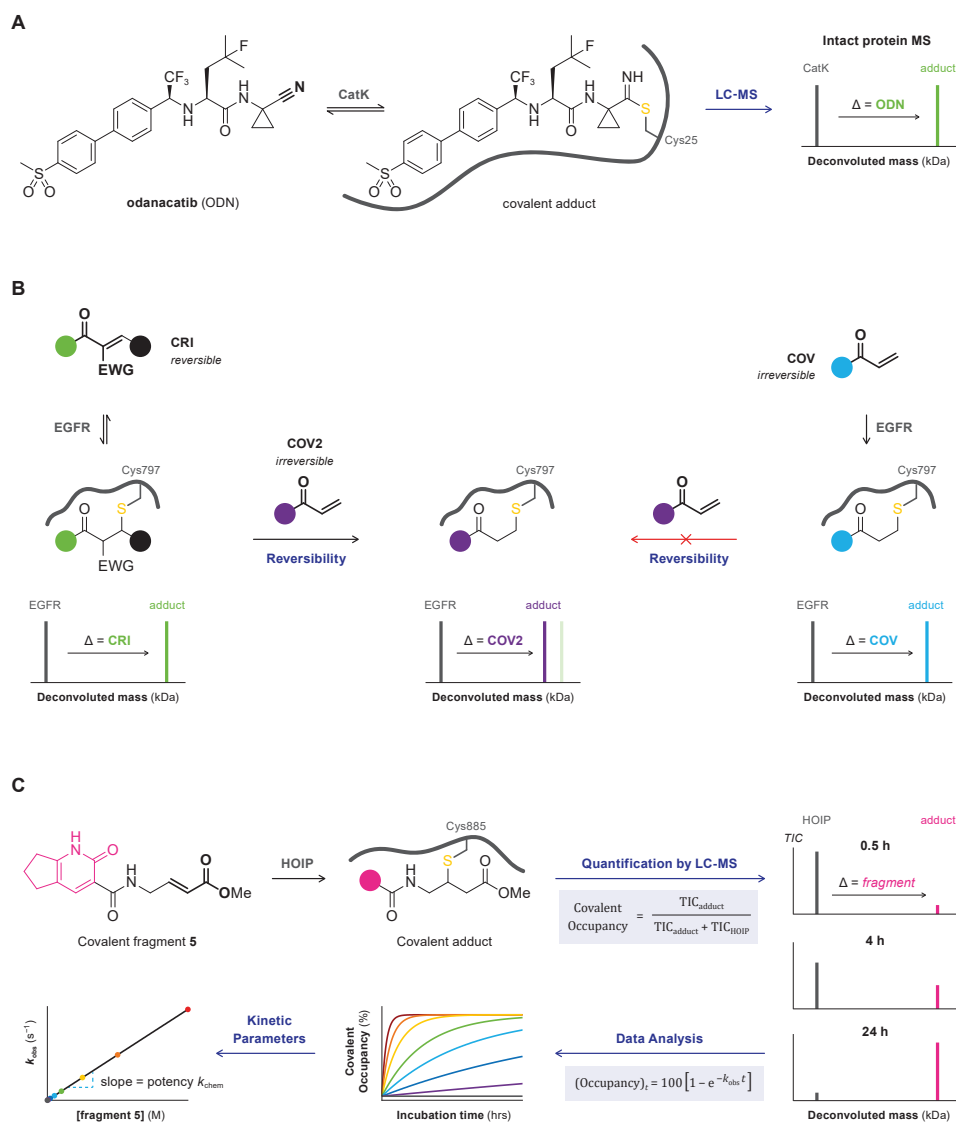 A
Intact protein MS
CatK
adduct
Δ = ODN
Deconvoluted mass (kDa)
F
CF3
N
H
N
H
O
N
S
O
O
odanacatib (ODN)
CatK
F
CF3
NH
H
N
N
H
O
S
Cys25
S
O
O
covalent adduct
LC-MS
B
O
EWG
CRI
reversible
EGFR
Cys797
S
O
EWG
COV2
irreversible
O
Reversibility
Cys797
S
O
O
Reversibility
COV
irreversible
O
EGFR
Cys797
S
O
EGFR
adduct
Δ = CRI
Deconvoluted mass (kDa)
EGFR
adduct
Δ = COV2
Deconvoluted mass (kDa)
EGFR
adduct
Δ = COV
Deconvoluted mass (kDa)
C
H
N
O
H
N
O
O
OMe
Covalent fragment 5
HOIP
Cys885
S
H
N
O
O
OMe
Covalent adduct
Quantification by LC-MS
Covalent Occupancy = TICadduct / TICadduct + TICHOIP
HOIP
adduct
TIC
0.5 h
Δ = fragment
4 h
24 h
Deconvoluted mass (kDa)
Data Analysis
(Occupancy)t = 100 [1 − e−kobs t]
Covalent
Occupancy (%)
Incubation time (hrs)
Kinetic
Parameters
kobs (s−1)
slope = potency kchem
[fragment 5] (M)